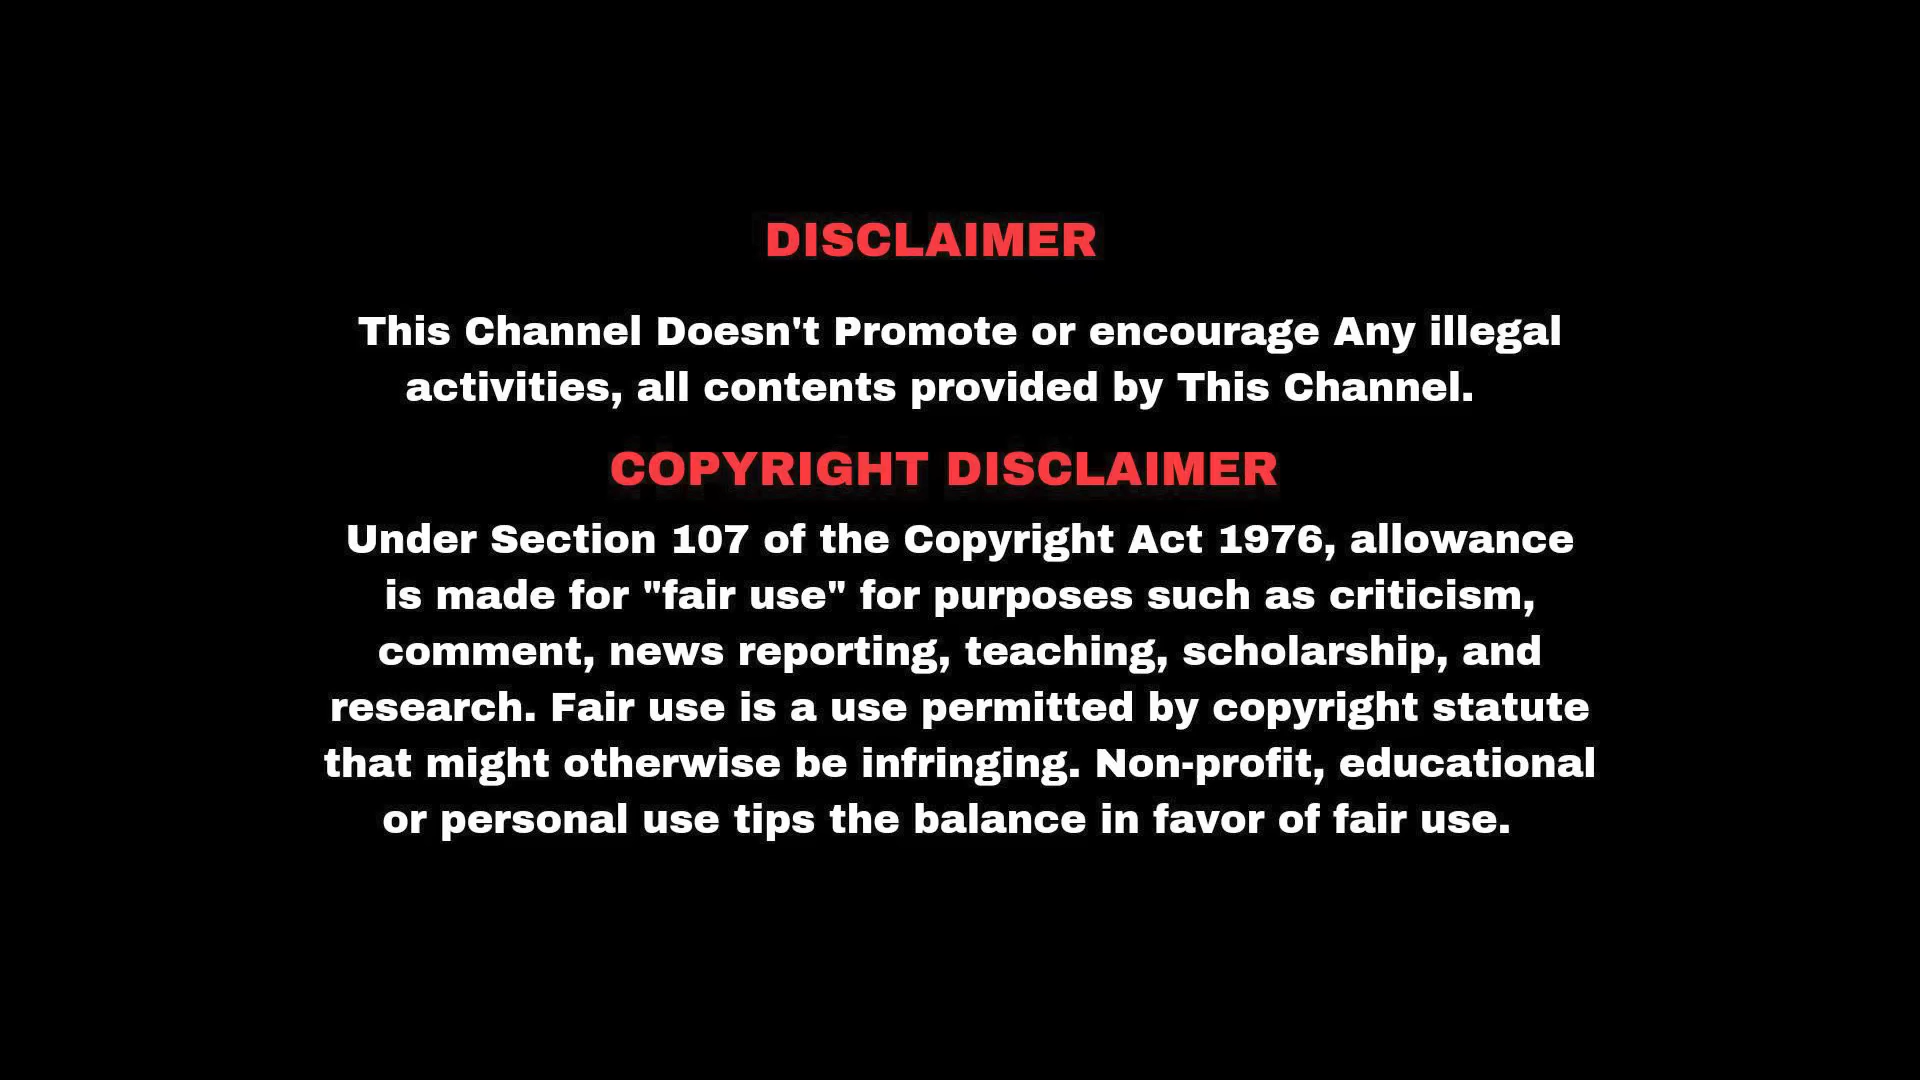 DISCLAIMER
This Channel Doesn't Promote or encourage Any illegal
activities, all contents provided by This Channel.
COPYRIGHT DISCLAIMER
Under Section 107 of the Copyright Act 1976, allowance
is made for "fair use" for purposes such as criticism,
comment, news reporting, teaching, scholarship, and
research. Fair use is a use permitted by copyright statute
that might otherwise be infringing. Non-profit, educational
or personal use tips the balance in favor of fair use.